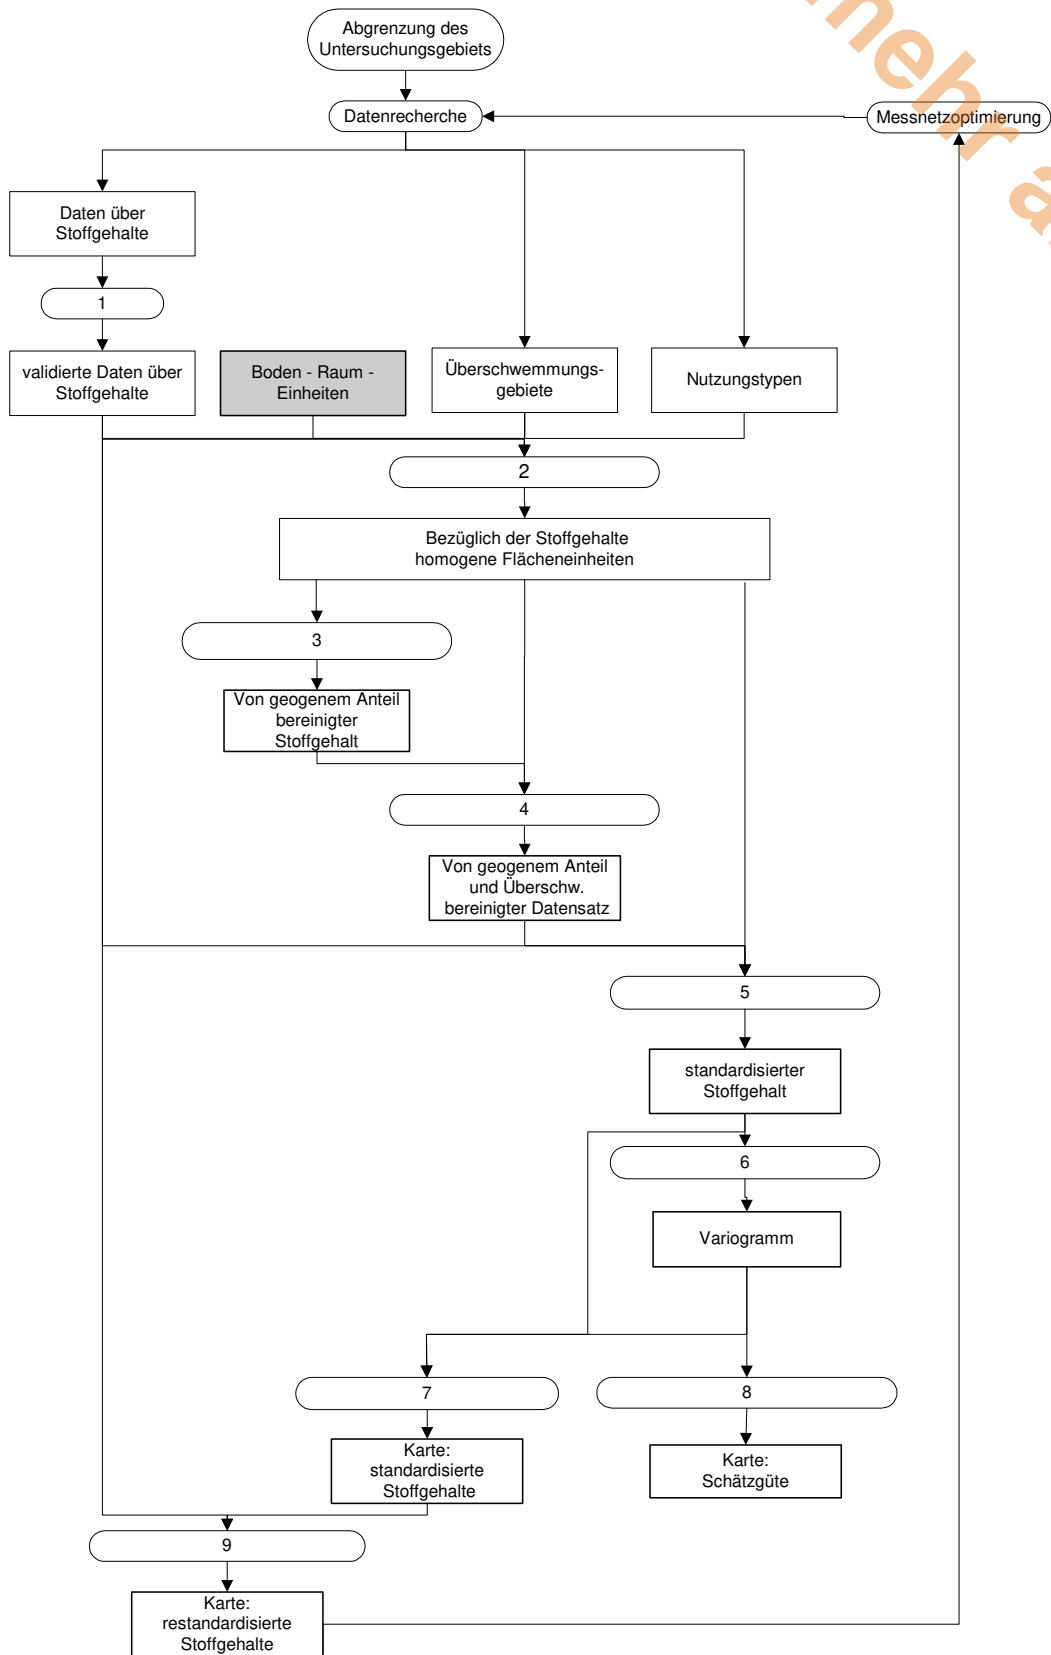 Abgrenzung des
Untersuchungsgebiets
Datenrecherche
Messnetzoptimierung
Daten über
Stoffgehalte
1
validierte Daten über
Stoffgehalte
Boden - Raum -
Einheiten
Überschwemmungs-
gebiete
Nutzungstypen
2
Bezüglich der Stoffgehalte
homogene Flächeneinheiten
3
Von geogenem Anteil
bereinigter
Stoffgehalt
4
Von geogenem Anteil
und Überschw.
bereinigter Datensatz
5
standardisierter
Stoffgehalt
6
Variogramm
7
8
Karte:
standardisierte
Stoffgehalte
Karte:
Schätzgüte
9
Karte:
restandardisierte
Stoffgehalte
mehr